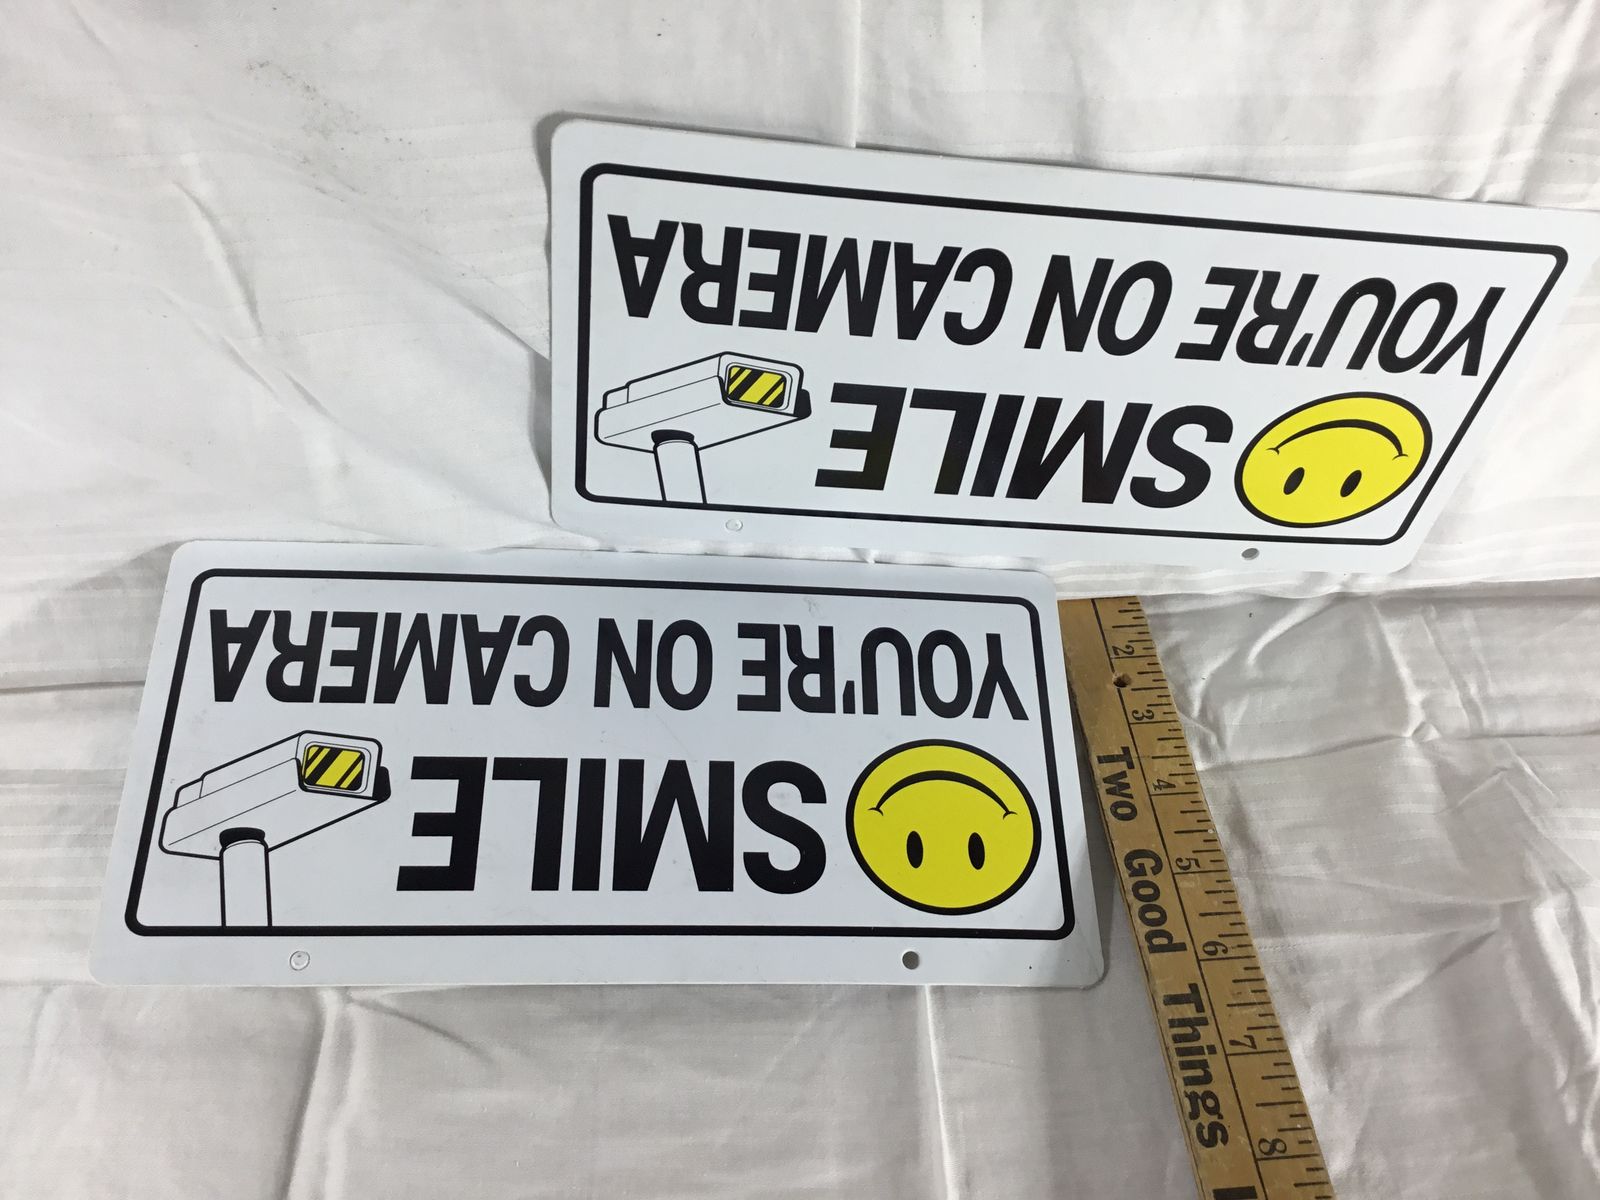 SMILE
YOU'RE ON CAMERA
SMILE
YOU'RE ON CAMERA
2 3 4 5 6 7 8
Two Good Things